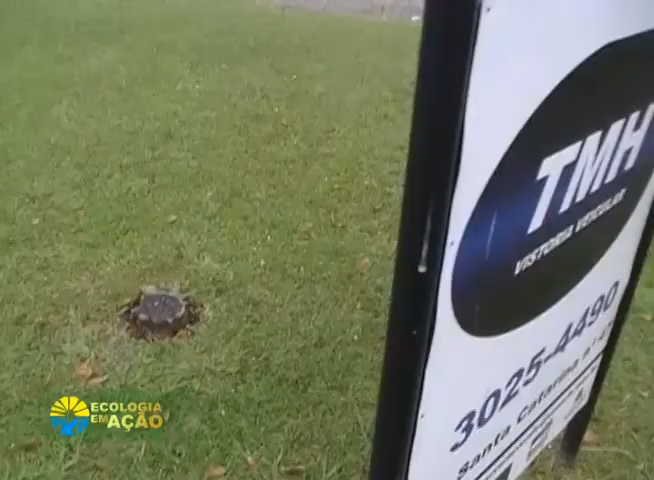 TMH
VISTORIA VEICULAR
3025-4490
Santa Catarina n°
ECOLOGIA
EM AÇÃO